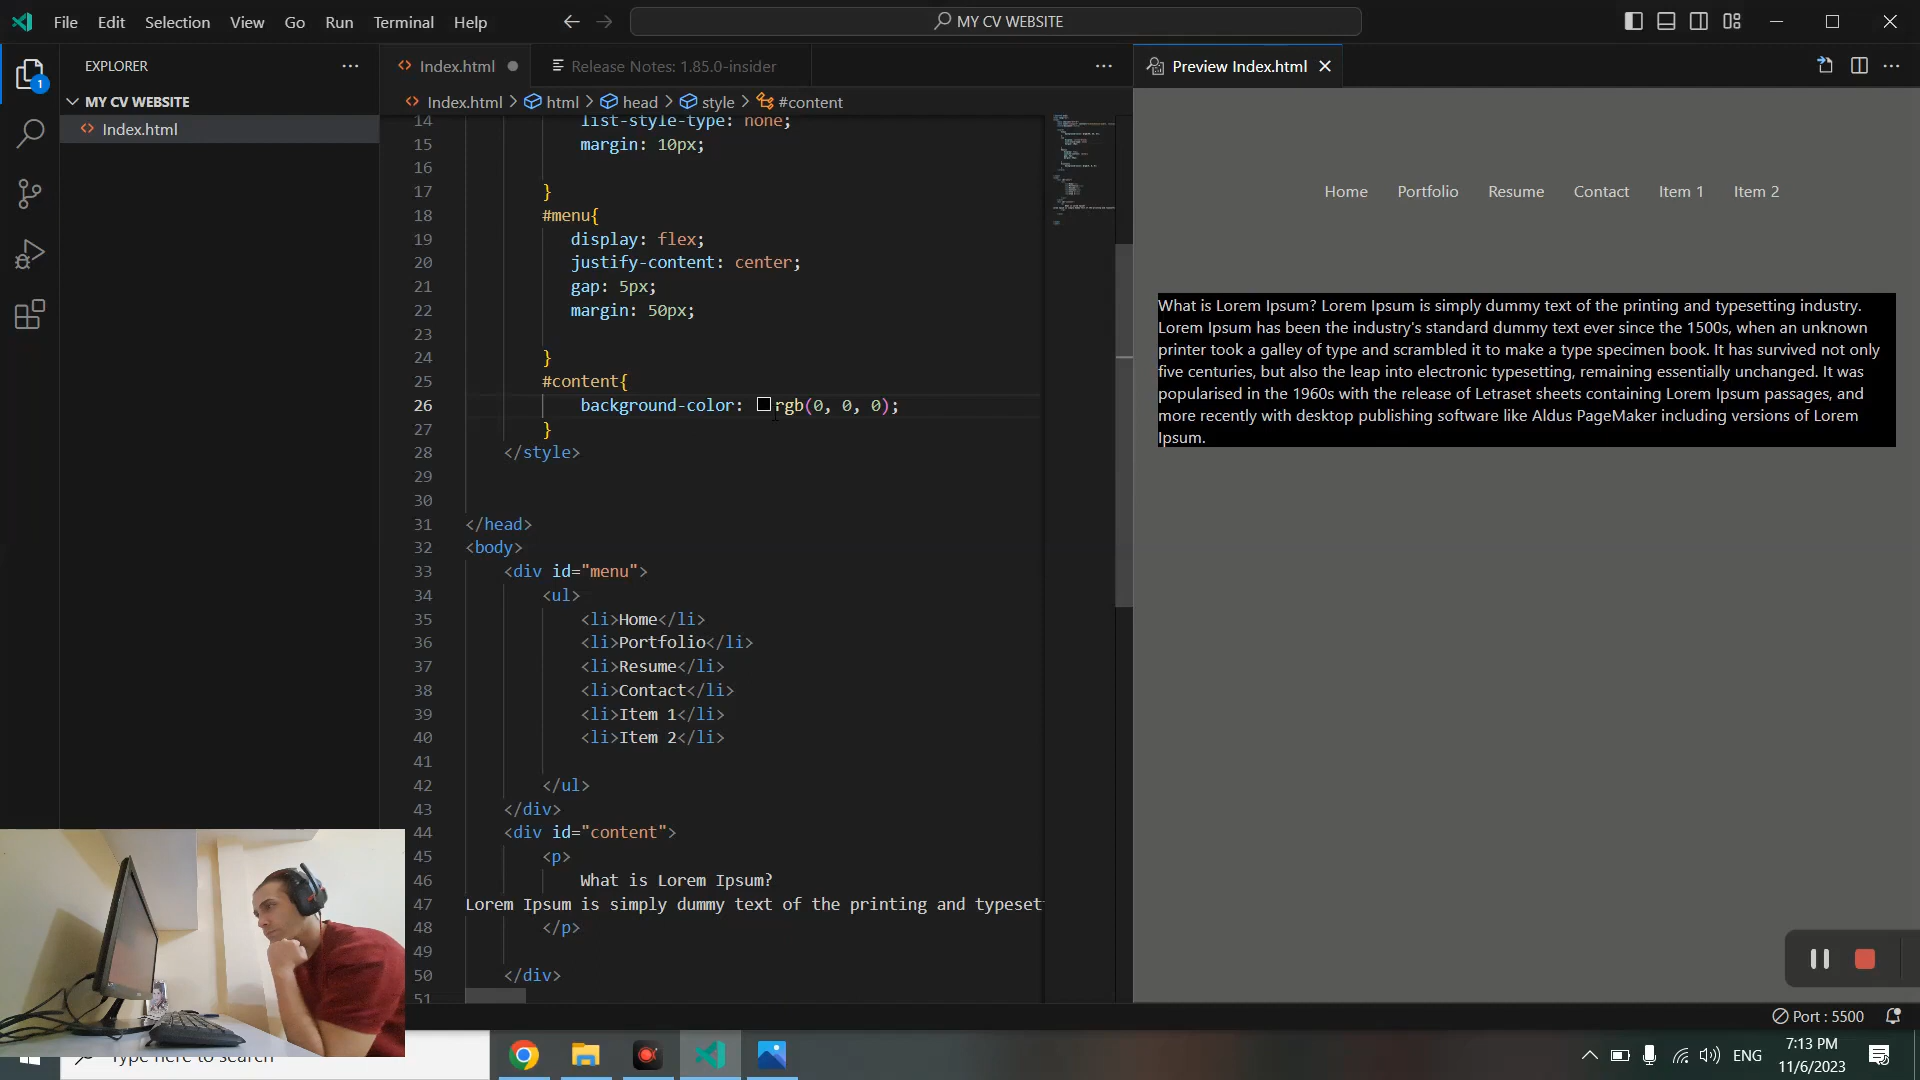 File Edit Selection View Go Run Terminal Help
MY CV WEBSITE
EXPLORER
MY CV WEBSITE
Index.html
1
Index.html
Release Notes: 1.85.0-insider
Index.html > html > head > style > #content
14 list-style-type: none;
15 margin: 10px;
16
17 }
18 #menu{
19 display: flex;
20 justify-content: center;
21 gap: 5px;
22 margin: 50px;
23
24 }
25 #content{
26 background-color: rgb(0, 0, 0);
27 }
28 </style>
29
30
31 </head>
32 <body>
33 <div id="menu">
34 <ul>
35 <li>Home</li>
36 <li>Portfolio</li>
37 <li>Resume</li>
38 <li>Contact</li>
39 <li>Item 1</li>
40 <li>Item 2</li>
41
42 </ul>
43 </div>
44 <div id="content">
45 <p>
46 What is Lorem Ipsum?
47 Lorem Ipsum is simply dummy text of the printing and typeset
48 </p>
49
50 </div>
51
Preview Index.html
Home Portfolio Resume Contact Item 1 Item 2
What is Lorem Ipsum? Lorem Ipsum is simply dummy text of the printing and typesetting industry.
Lorem Ipsum has been the industry's standard dummy text ever since the 1500s, when an unknown
printer took a galley of type and scrambled it to make a type specimen book. It has survived not only
five centuries, but also the leap into electronic typesetting, remaining essentially unchanged. It was
popularised in the 1960s with the release of Letraset sheets containing Lorem Ipsum passages, and
more recently with desktop publishing software like Aldus PageMaker including versions of Lorem
Ipsum.
Port : 5500
Type here to search
ENG
7:13 PM
11/6/2023